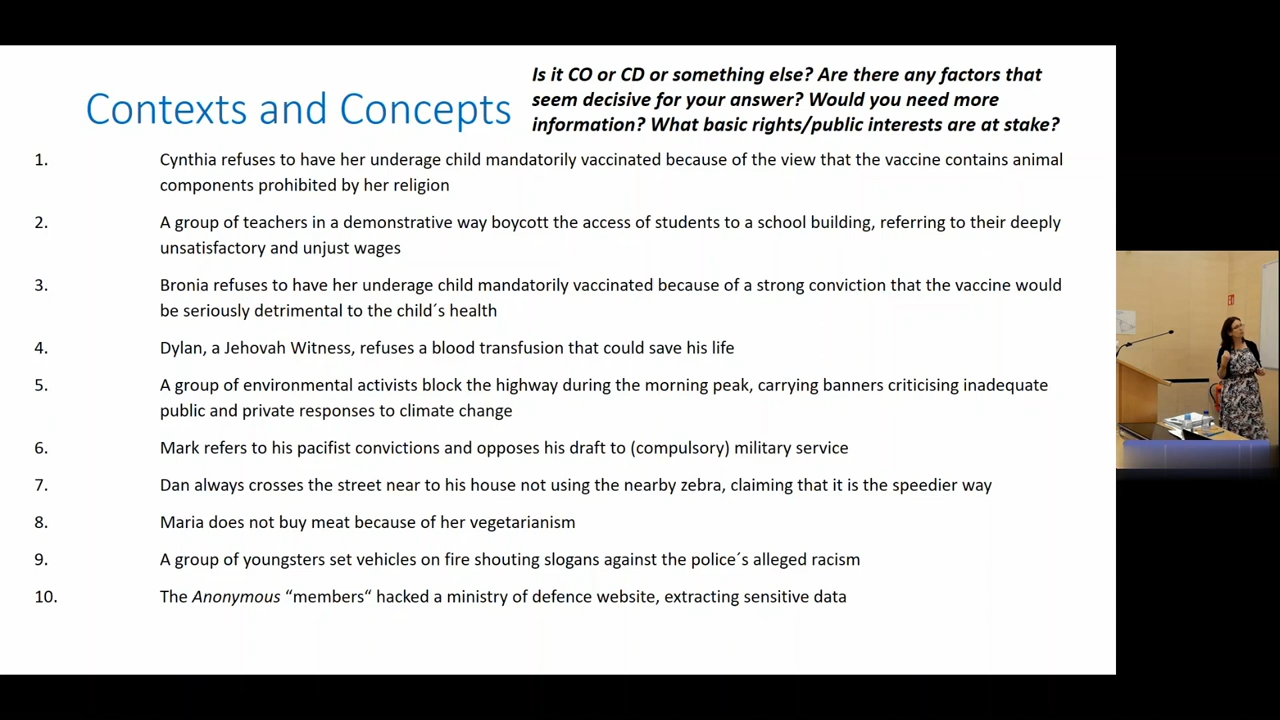 Is it CO or CD or something else? Are there any factors that
seem decisive for your answer? Would you need more
information? What basic rights/public interests are at stake?
Contexts and Concepts
1. Cynthia refuses to have her underage child mandatorily vaccinated because of the view that the vaccine contains animal
components prohibited by her religion
2. A group of teachers in a demonstrative way boycott the access of students to a school building, referring to their deeply
unsatisfactory and unjust wages
3. Bronia refuses to have her underage child mandatorily vaccinated because of a strong conviction that the vaccine would
be seriously detrimental to the child´s health
4. Dylan, a Jehovah Witness, refuses a blood transfusion that could save his life
5. A group of environmental activists block the highway during the morning peak, carrying banners criticising inadequate
public and private responses to climate change
6. Mark refers to his pacifist convictions and opposes his draft to (compulsory) military service
7. Dan always crosses the street near to his house not using the nearby zebra, claiming that it is the speedier way
8. Maria does not buy meat because of her vegetarianism
9. A group of youngsters set vehicles on fire shouting slogans against the police´s alleged racism
10. The Anonymous “members“ hacked a ministry of defence website, extracting sensitive data